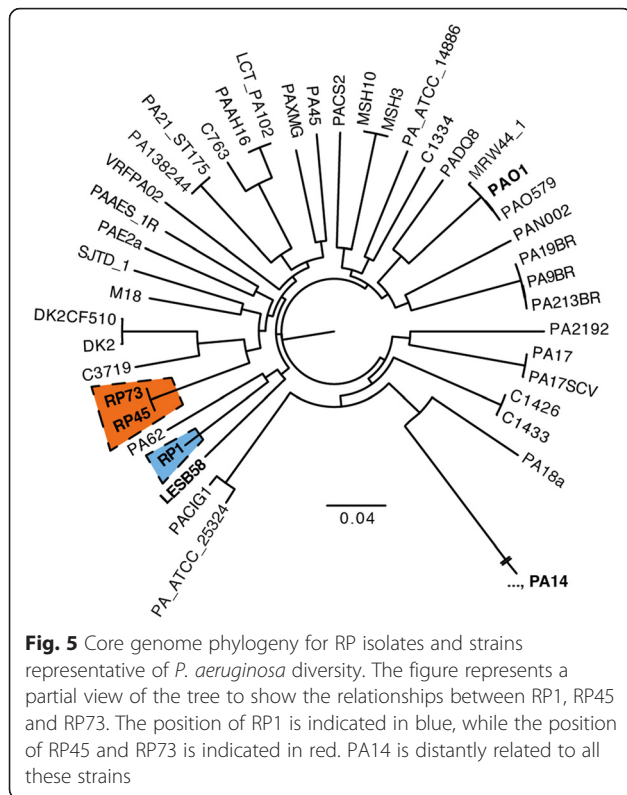 LCT_PA102
PAAH16
C763
PA21_ST175
PA138244
VRFPA02
PAAES_1R
PAE2a
SJTD_1
M18
DK2CF510
DK2
C3719
RP73
RP45
PA62
RP1
LESB58
PACIG1
PA_ATCC_25324
PAXMG
PA45
PACS2
MSH10
MSH3
PA_ATCC_14886
C1334
PADQ8
MRW44_1
PAO1
PAO579
PAN002
PA19BR
PA9BR
PA213BR
PA2192
PA17
PA17SCV
C1426
C1433
PA18a
..., PA14
0.04
Fig. 5 Core genome phylogeny for RP isolates and strains
representative of P. aeruginosa diversity. The figure represents a
partial view of the tree to show the relationships between RP1, RP45
and RP73. The position of RP1 is indicated in blue, while the position
of RP45 and RP73 is indicated in red. PA14 is distantly related to all
these strains